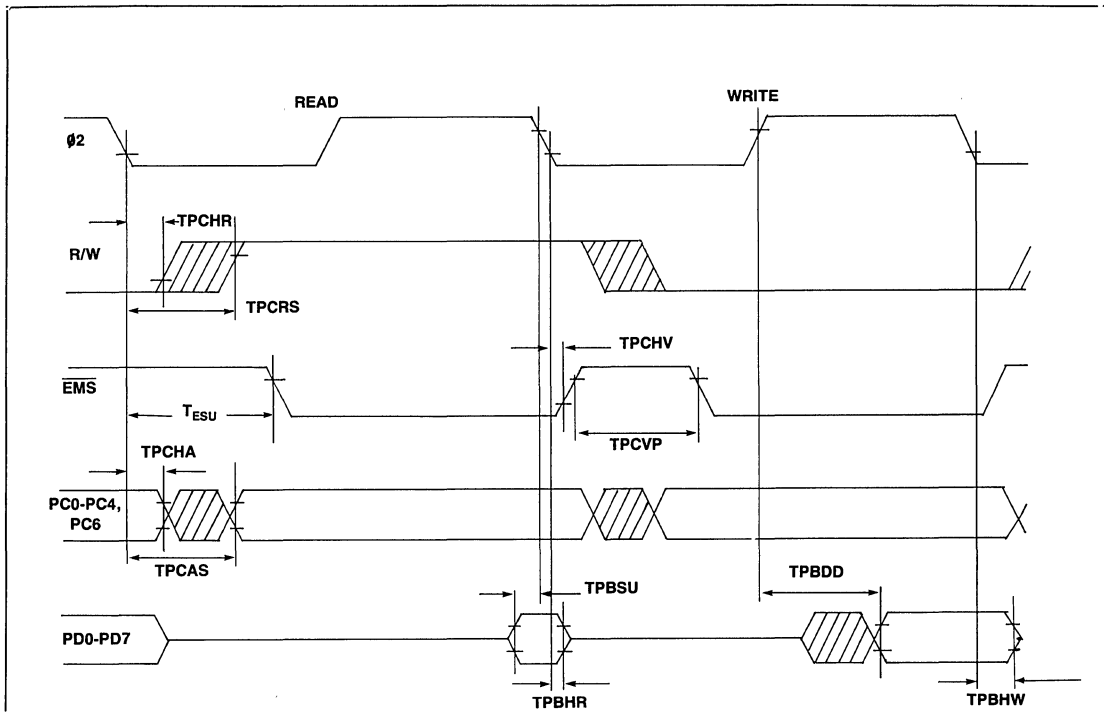 READ
WRITE
ø2
TPCHR
R/W
TPCRS
TPCHV
EMS
TESU
TPCVP
TPCHA
PC0-PC4,
PC6
TPCAS
TPBSU
TPBDD
PD0-PD7
TPBHR
TPBHW